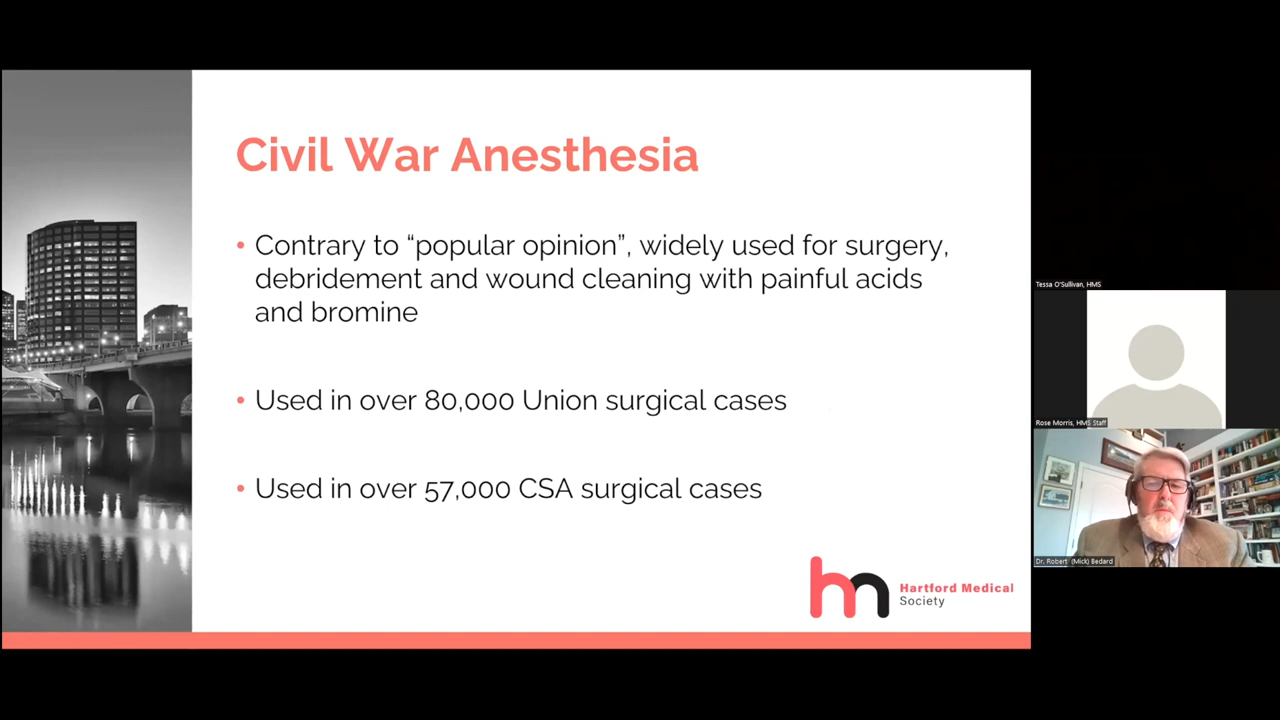 Civil War Anesthesia
• Contrary to “popular opinion”, widely used for surgery,
debridement and wound cleaning with painful acids
and bromine
• Used in over 80,000 Union surgical cases
• Used in over 57,000 CSA surgical cases
hm
Hartford Medical
Society
Tessa O'Sullivan, HMS
Rose Morris, HMS Staff
Dr. Robert (Mick) Bedard